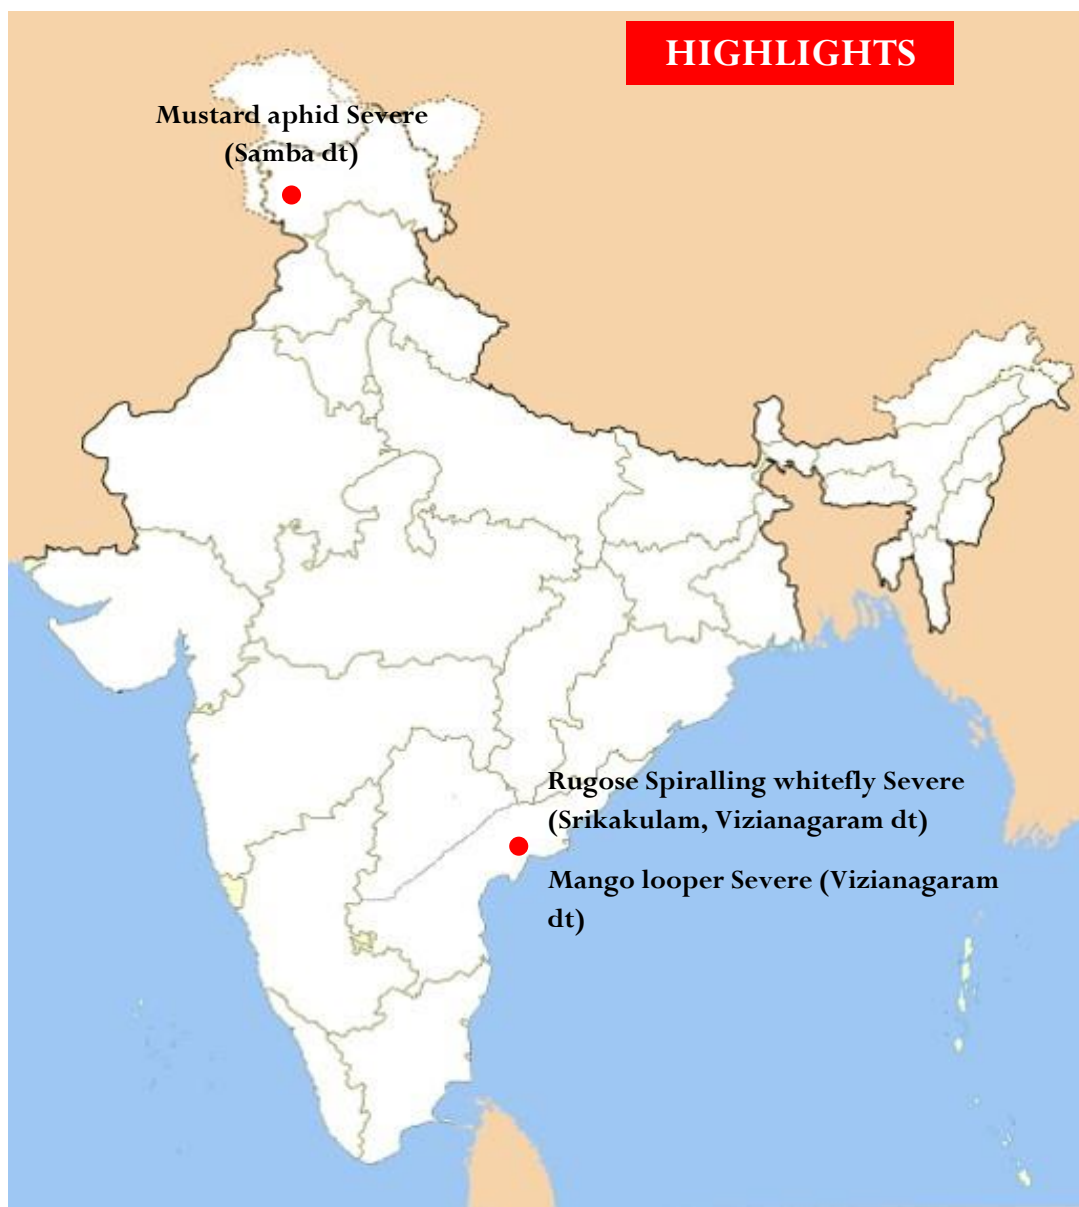 HIGHLIGHTS
Mustard aphid Severe
(Samba dt)
Rugose Spiralling whitefly Severe
(Srikakulam, Vizianagaram dt)
Mango looper Severe (Vizianagaram
dt)